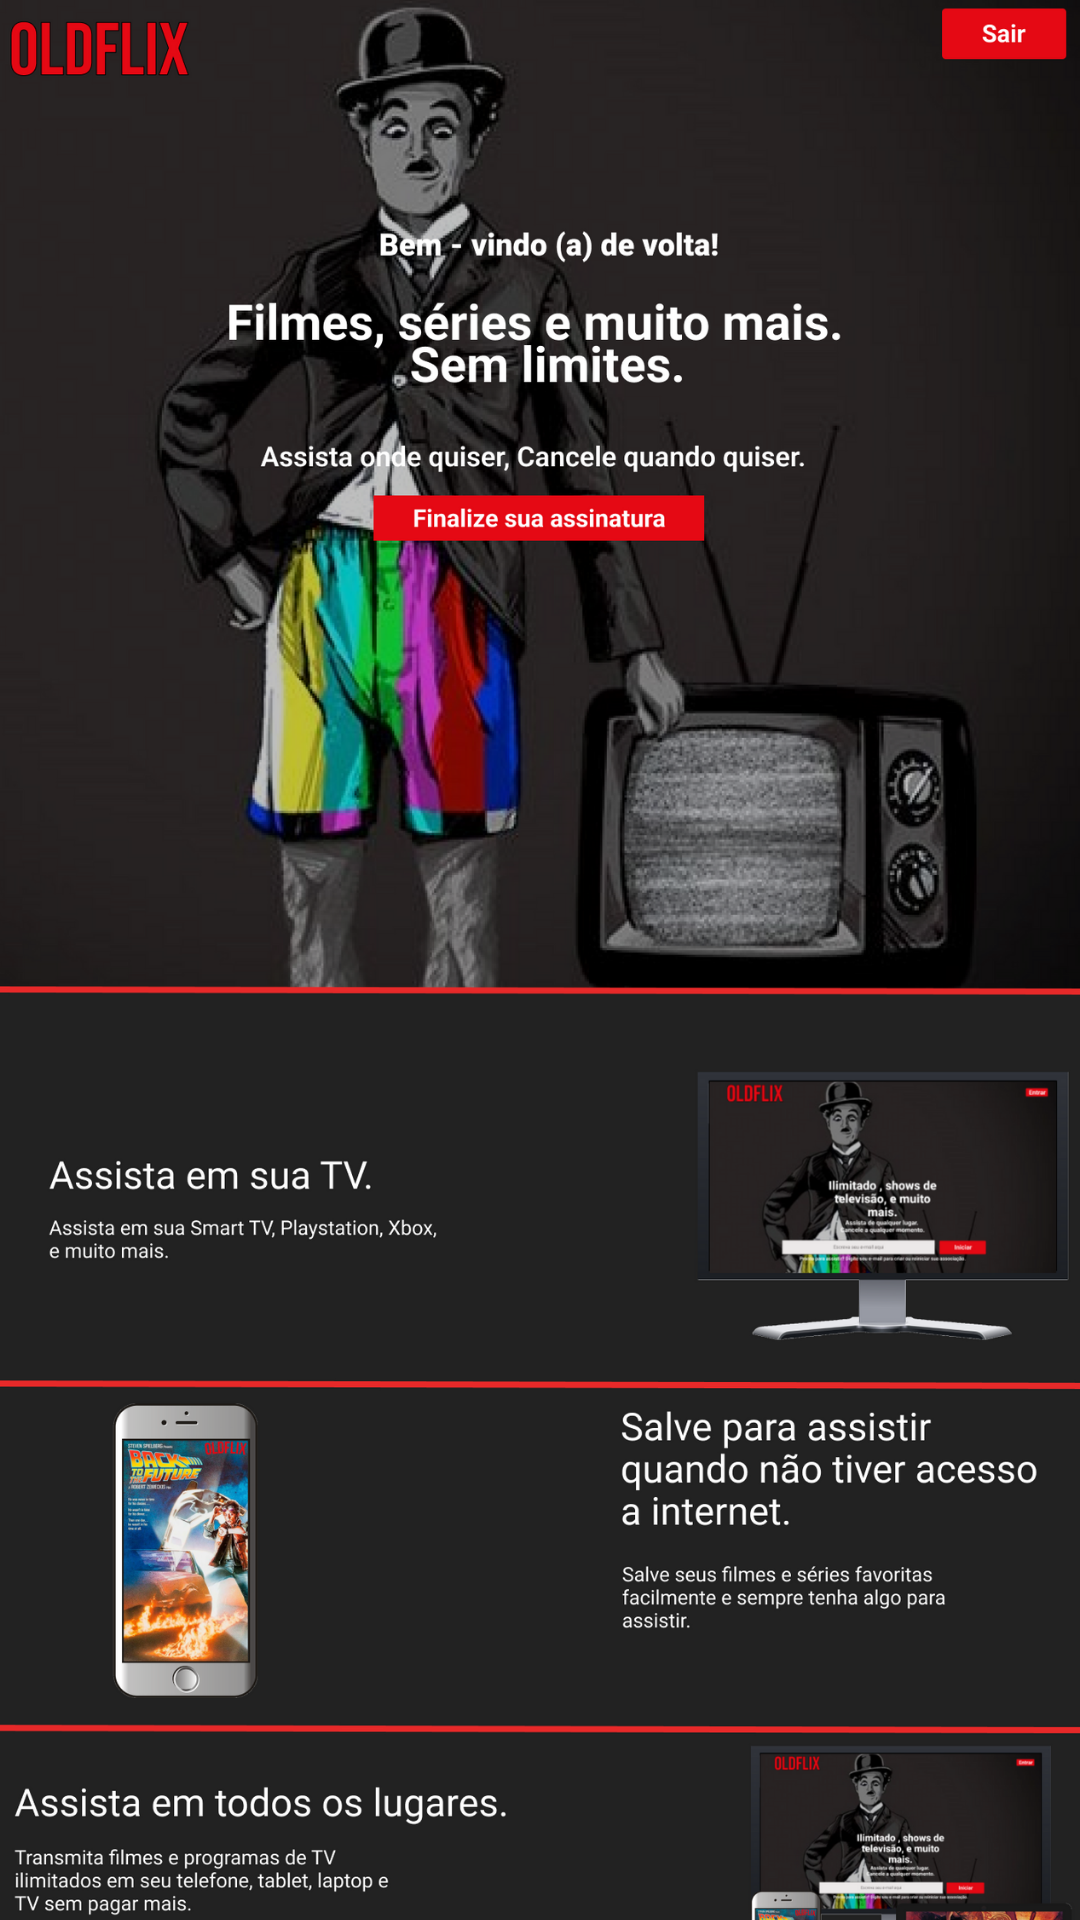 OLDFLIX
Sair
Bem - vindo (a) de volta!
Filmes, séries e muito mais.
Sem limites.
Assista onde quiser, Cancele quando quiser.
Finalize sua assinatura
OLDFLIX
Entrar
Ilimitado , shows de
televisão, e muito
mais.
Assista de qualquer lugar.
Cancele a qualquer momento.
Iniciar
Assista em sua TV.
Assista em sua Smart TV, Playstation, Xbox,
e muito mais.
OLDFLIX
BACK
TO THE
FUTURE
Salve para assistir
quando não tiver acesso
a internet.
Salve seus filmes e séries favoritas
facilmente e sempre tenha algo para
assistir.
Assista em todos os lugares.
Transmita filmes e programas de TV
ilimitados em seu telefone, tablet, laptop e
TV sem pagar mais.
OLDFLIX
Entrar
Ilimitado , shows de
televisão, e muito
mais.
Assista de qualquer lugar.
Cancele a qualquer momento.
Iniciar